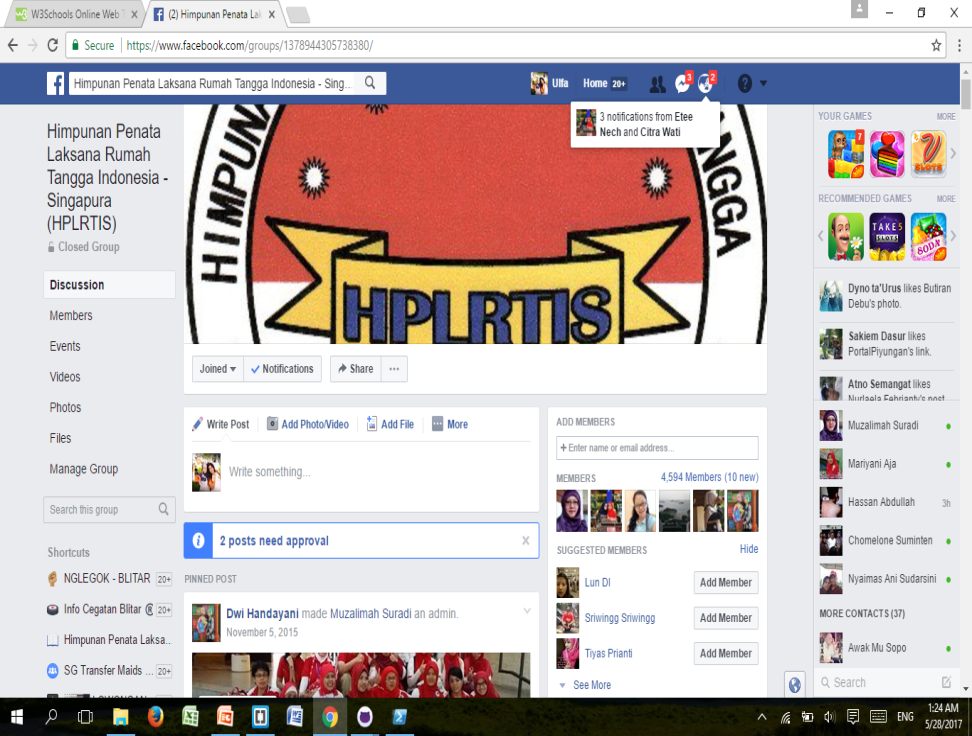 W3Schools Online Web T
(2) Himpunan Penata Lak
Secure
https://www.facebook.com/groups/1378944305738380/
Himpunan Penata Laksana Rumah Tangga Indonesia - Sing...
Ulfa
Home 20+
3
2
3 notifications from Etee
Nech and Citra Wati
Himpunan Penata
Laksana Rumah
Tangga Indonesia -
Singapura
(HPLRTIS)
Closed Group
Discussion
Members
Events
Videos
Photos
Files
Manage Group
Search this group
Shortcuts
NGLEGOK - BLITAR 20+
Info Cegatan Blitar 20+
Himpunan Penata Laksa..
SG Transfer Maids ... 20+
LOWONGAN
HIMPUN
NGGA
HPLRTIS
Joined
Notifications
Share
Write Post
Add Photo/Video
Add File
More
Write something...
2 posts need approval
PINNED POST
Dwi Handayani made Muzalimah Suradi an admin.
November 5, 2015
ADD MEMBERS
+ Enter name or email address...
MEMBERS
4,594 Members (10 new)
SUGGESTED MEMBERS
Hide
Lun DI
Add Member
Sriwingg Sriwingg
Add Member
Tiyas Prianti
Add Member
See More
YOUR GAMES
MORE
7
SLOTS
RECOMMENDED GAMES
MORE
TAKE5
SLOTS
SODA
Dyno ta'Urus likes Butiran
Debu's photo.
Sakiem Dasur likes
PortalPiyungan's link.
Atno Semangat likes
Nurlaela Febrianty's post
Muzalimah Suradi
Mariyani Aja
Hassan Abdullah 3h
Chomelone Suminten
Nyaimas Ani Sudarsini
MORE CONTACTS (37)
Awak Mu Sopo
Search
ENG
1:24 AM
5/28/2017